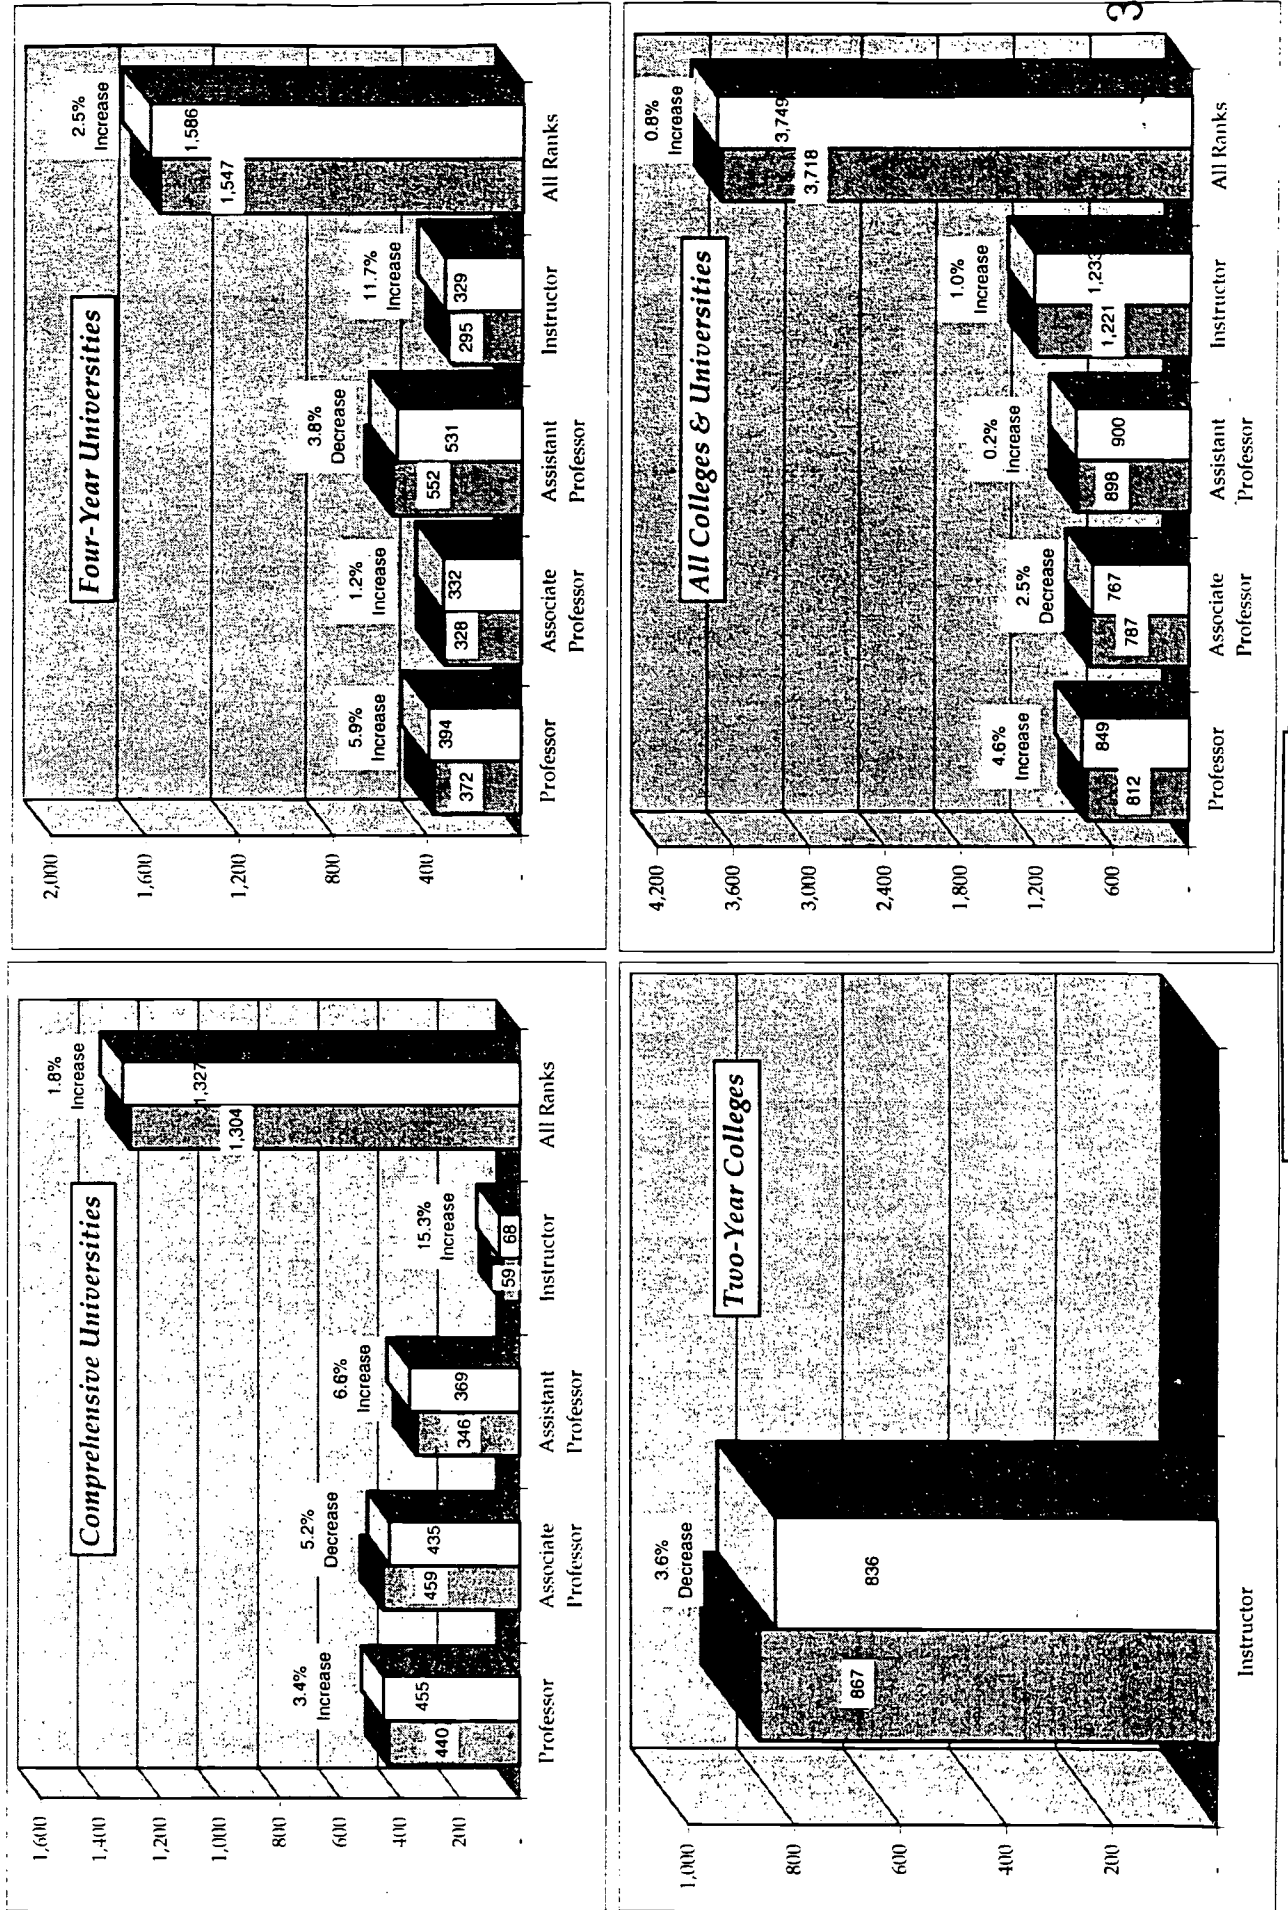 Comprehensive Universities
1,600
1,400
1,200
1,000
800
600
400
200
-
3.4%
Increase
440
455
Professor
5.2%
Decrease
459
435
Associate
Professor
6.6%
Increase
346
369
Assistant
Professor
15.3%
Increase
59
68
Instructor
1.8%
Increase
1,304
1,327
All Ranks
Four-Year Universities
2,000
1,600
1,200
800
400
-
5.9%
Increase
372
394
Professor
1.2%
Increase
328
332
Associate
Professor
3.8%
Decrease
552
531
Assistant
Professor
11.7%
Increase
295
329
Instructor
2.5%
Increase
1,547
1,586
All Ranks
Two-Year Colleges
1,000
800
600
400
200
-
3.6%
Decrease
867
836
Instructor
All Colleges & Universities
4,200
3,600
3,000
2,400
1,800
1,200
600
-
4.6%
Increase
812
849
Professor
2.5%
Decrease
787
767
Associate
Professor
0.2%
Increase
898
900
Assistant
Professor
1.0%
Increase
1,221
1,233
Instructor
0.8%
Increase
3,718
3,749
All Ranks
3